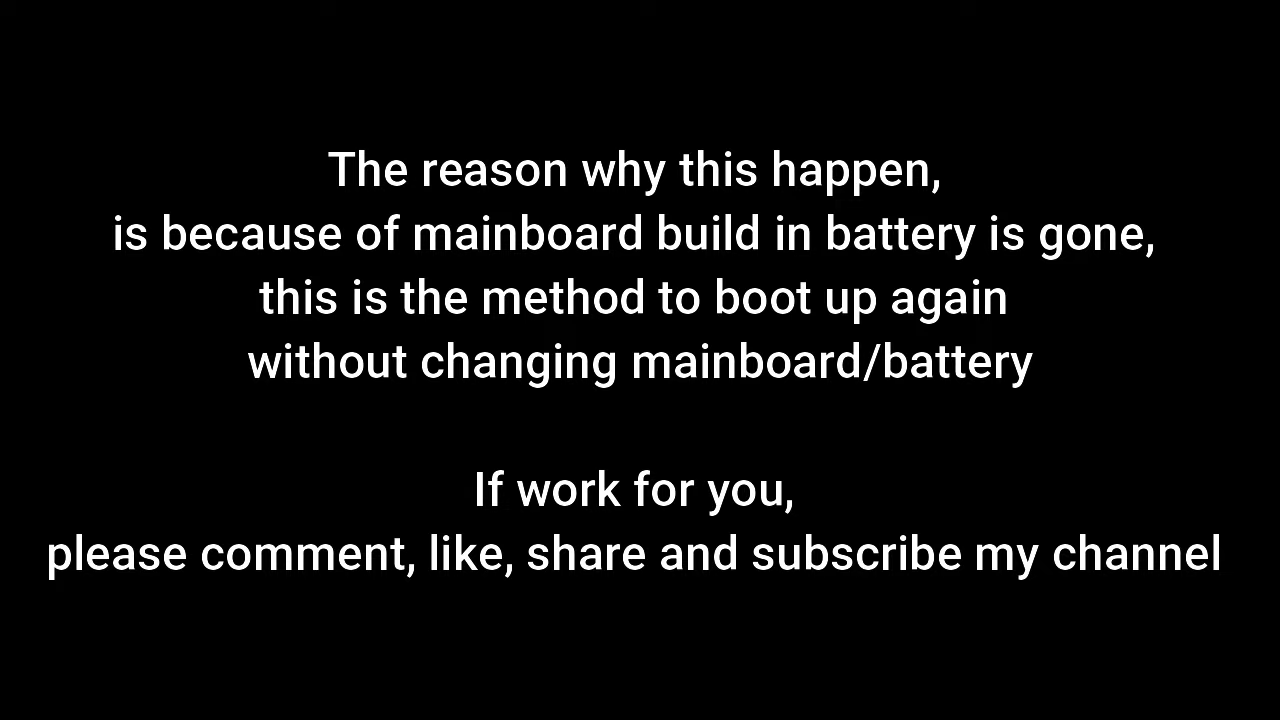 The reason why this happen,
is because of mainboard build in battery is gone,
this is the method to boot up again
without changing mainboard/battery
If work for you,
please comment, like, share and subscribe my channel